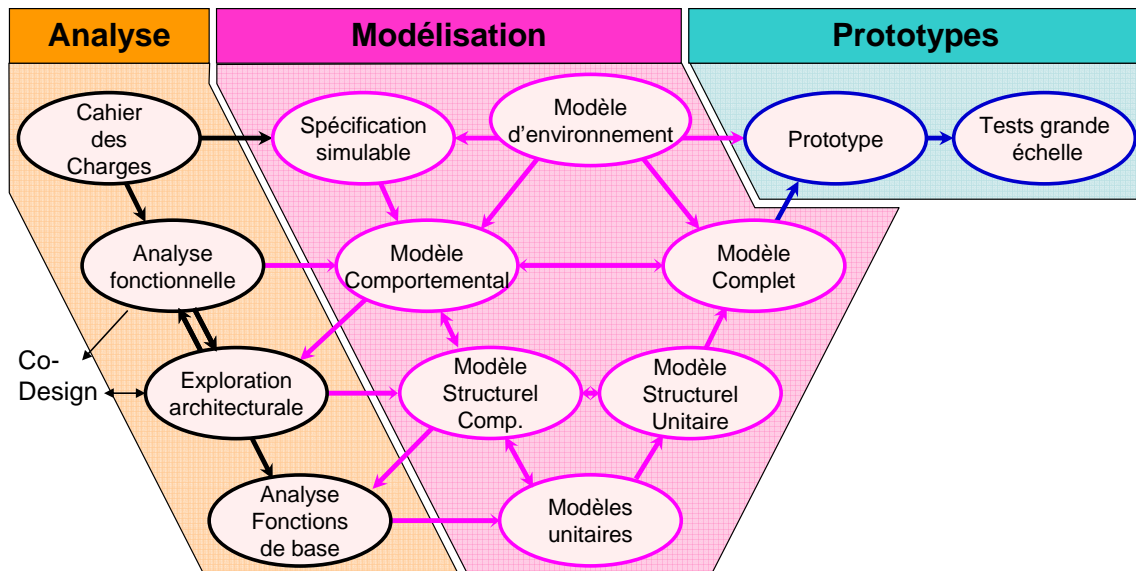 Analyse
Modélisation
Prototypes
Cahier
des
Charges
Spécification
simulable
Modèle
d'environnement
Prototype
Tests grande
échelle
Analyse
fonctionnelle
Modèle
Comportemental
Modèle
Complet
Co-
Design
Exploration
architecturale
Modèle
Structurel
Comp.
Modèle
Structurel
Unitaire
Analyse
Fonctions
de base
Modèles
unitaires